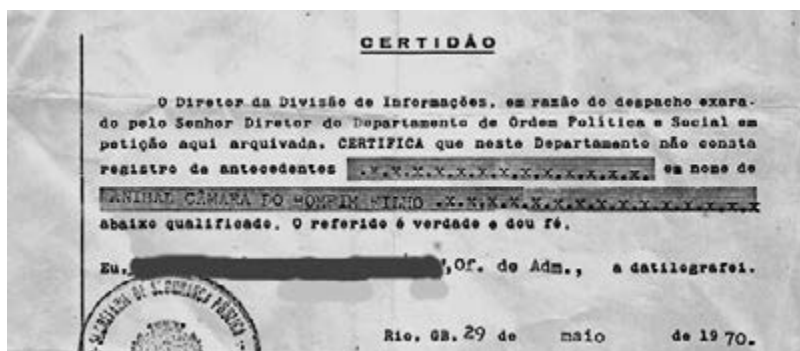 CERTIDÃO
O Diretor da Divisão de Informações, em razão do despacho exara-
do pelo Senhor Diretor do Departamento de Ordem Política e Social em
petição aqui arquivada, CERTIFICA que neste Departamento não consta
registro de antecedentes .x.x.x.x.x.x.x.x.x.x.x.x.x. em nome de
ANIBAL CÂMARA DO BOMFIM FILHO .x.x.x.x.x.x.x.x.x.x.x.x.x
abaixo qualificado. O referido é verdade e dou fé.
Eu, , Of. de Adm., a datilografei.
Rio, GB. 29 de maio de 1970.
SECRETARIA DE S. PÚBLICA